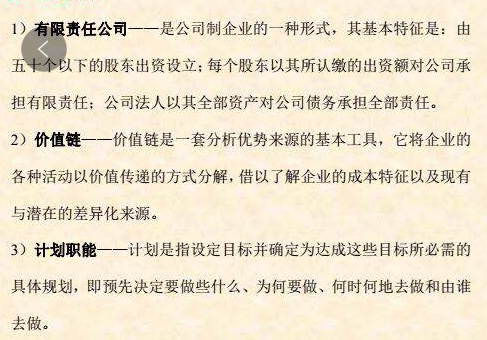 1）有限责任公司——是公司制企业的一种形式，其基本特征是：由
五十个以下的股东出资设立；每个股东以其所认缴的出资额对公司承
担有限责任；公司法人以其全部资产对公司债务承担全部责任。
2）价值链——价值链是一套分析优势来源的基本工具，它将企业的
各种活动以价值传递的方式分解，借以了解企业的成本特征以及现有
与潜在的差异化来源。
3）计划职能——计划是指设定目标并确定为达成这些目标所必需的
具体规划，即预先决定要做些什么、为何要做、何时何地去做和由谁
去做。